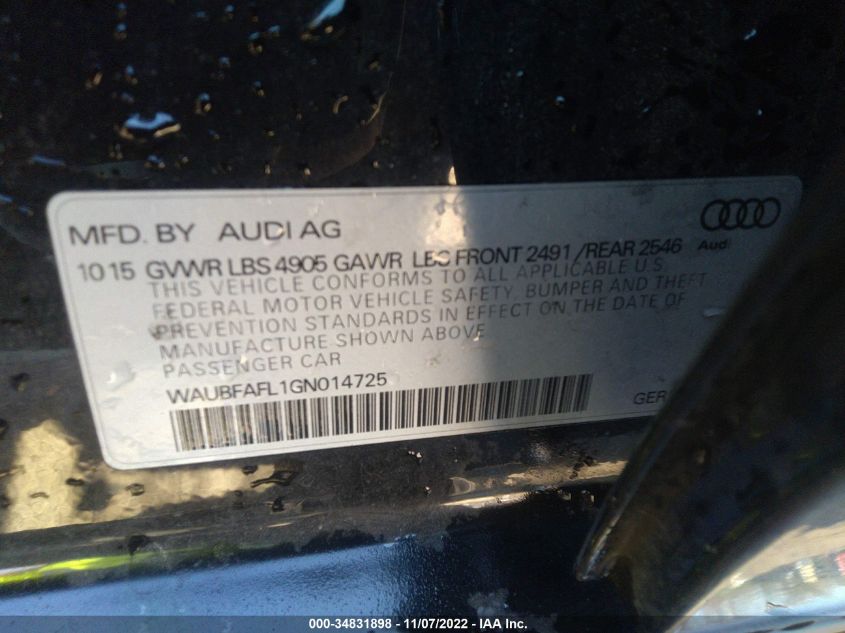 MFD. BY AUDI AG
Audi
10 15 GVWR LBS 4905 GAWR LBS FRONT 2491 / REAR 2546
THIS VEHICLE CONFORMS TO ALL APPLICABLE U.S.
FEDERAL MOTOR VEHICLE SAFETY, BUMPER AND THEFT
PREVENTION STANDARDS IN EFFECT ON THE DATE OF
MANUFACTURE SHOWN ABOVE
PASSENGER CAR
WAUBFAFL1GN014725
GER
000-34831898 - 11/07/2022 - IAA Inc.